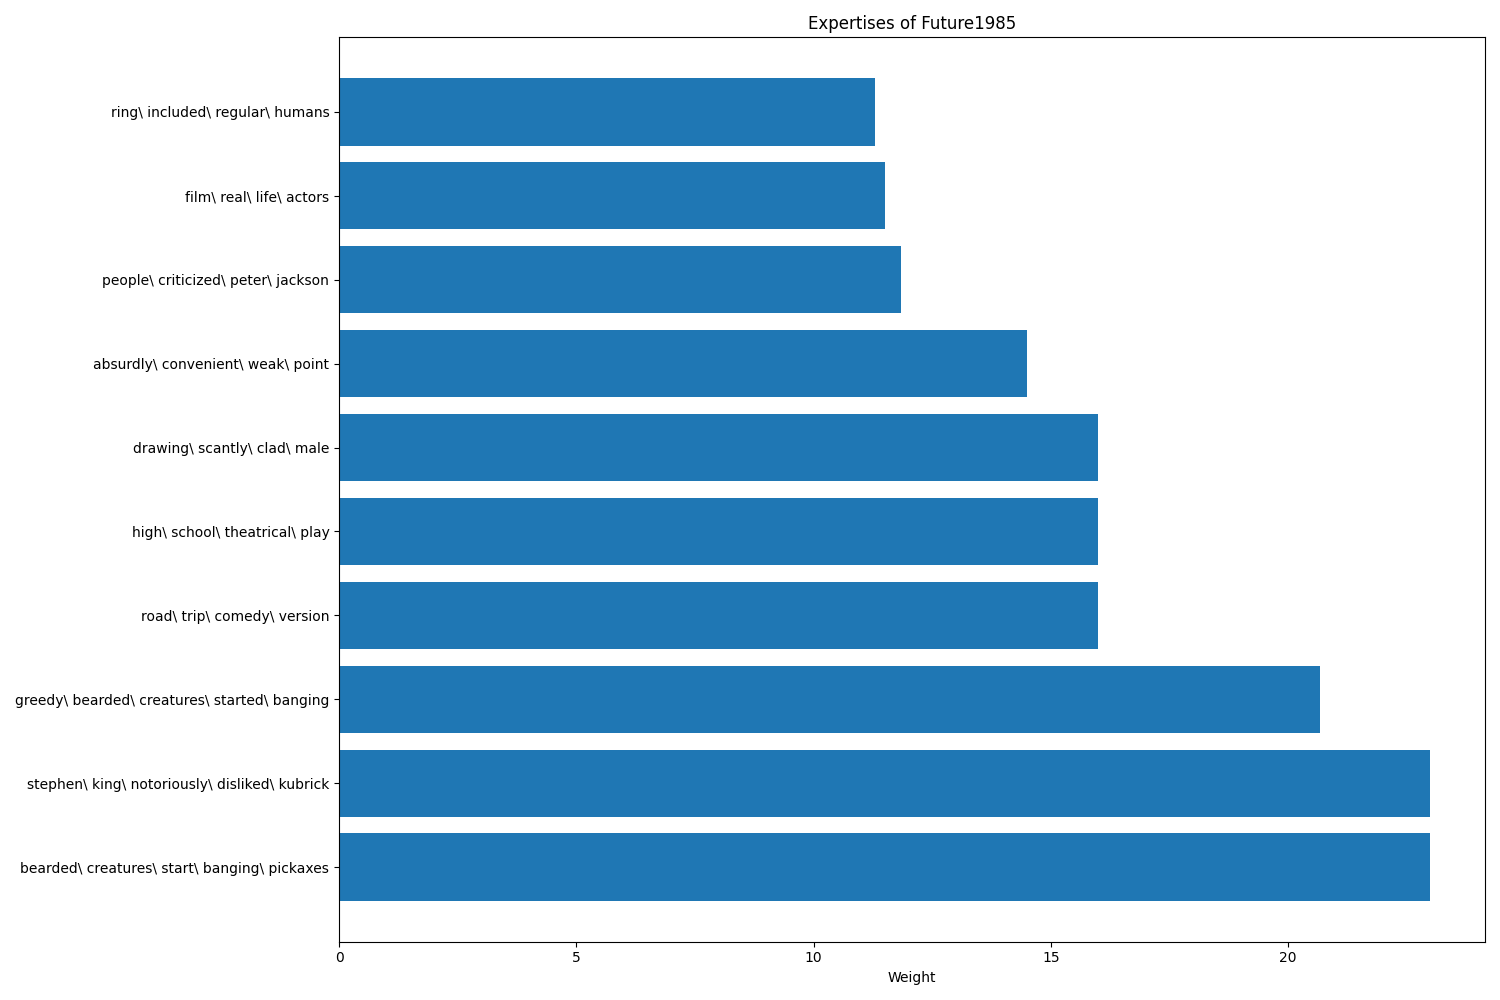 Expertises of Future1985
ring\ included\ regular\ humans
film\ real\ life\ actors
people\ criticized\ peter\ jackson
absurdly\ convenient\ weak\ point
drawing\ scantly\ clad\ male
high\ school\ theatrical\ play
road\ trip\ comedy\ version
greedy\ bearded\ creatures\ started\ banging
stephen\ king\ notoriously\ disliked\ kubrick
bearded\ creatures\ start\ banging\ pickaxes
0 5 10 15 20
Weight